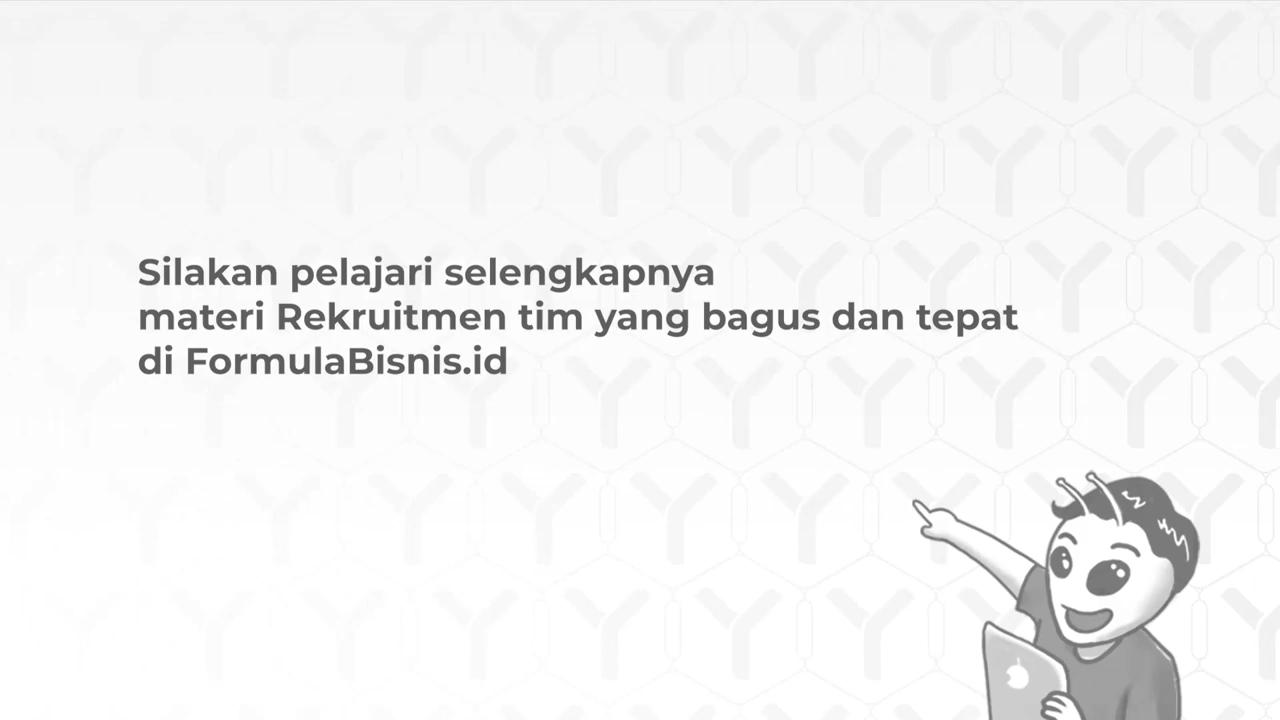 Silakan pelajari selengkapnya
materi Rekruitmen tim yang bagus dan tepat
di FormulaBisnis.id